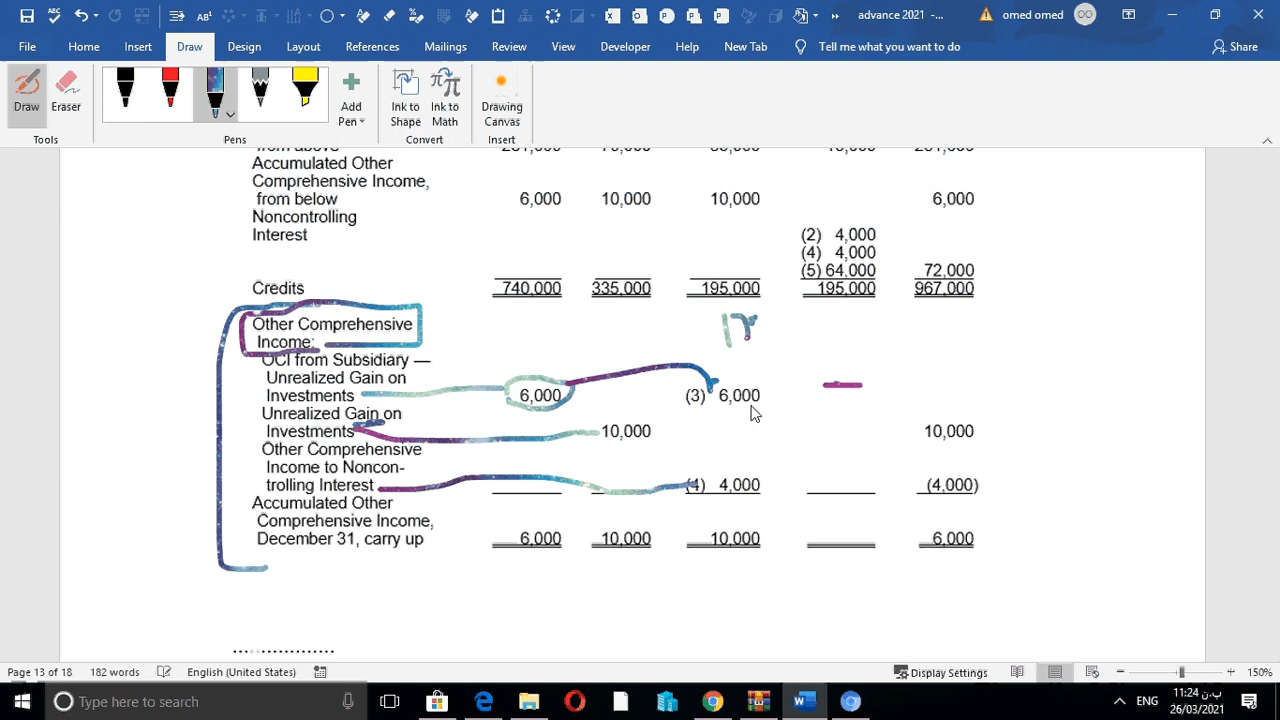 advance 2021 -...
omed omed
File Home Insert Draw Design Layout References Mailings Review View Developer Help New Tab Tell me what you want to do Share
Draw Eraser Add Pen Ink to Shape Ink to Math Drawing Canvas
Tools Pens Convert Insert
from above
Accumulated Other
Comprehensive Income,
from below 6,000 10,000 10,000 6,000
Noncontrolling
Interest (2) 4,000
(4) 4,000
(5) 64,000 72,000
Credits 740,000 335,000 195,000 195,000 967,000
Other Comprehensive
Income:
OCI from Subsidiary —
Unrealized Gain on
Investments 6,000 (3) 6,000
Unrealized Gain on
Investments 10,000 10,000
Other Comprehensive
Income to Noncon-
trolling Interest (4) 4,000 (4,000)
Accumulated Other
Comprehensive Income,
December 31, carry up 6,000 10,000 10,000 6,000
Page 13 of 18 182 words English (United States) Display Settings 150%
Type here to search ENG 11:24 ب.ن
26/03/2021